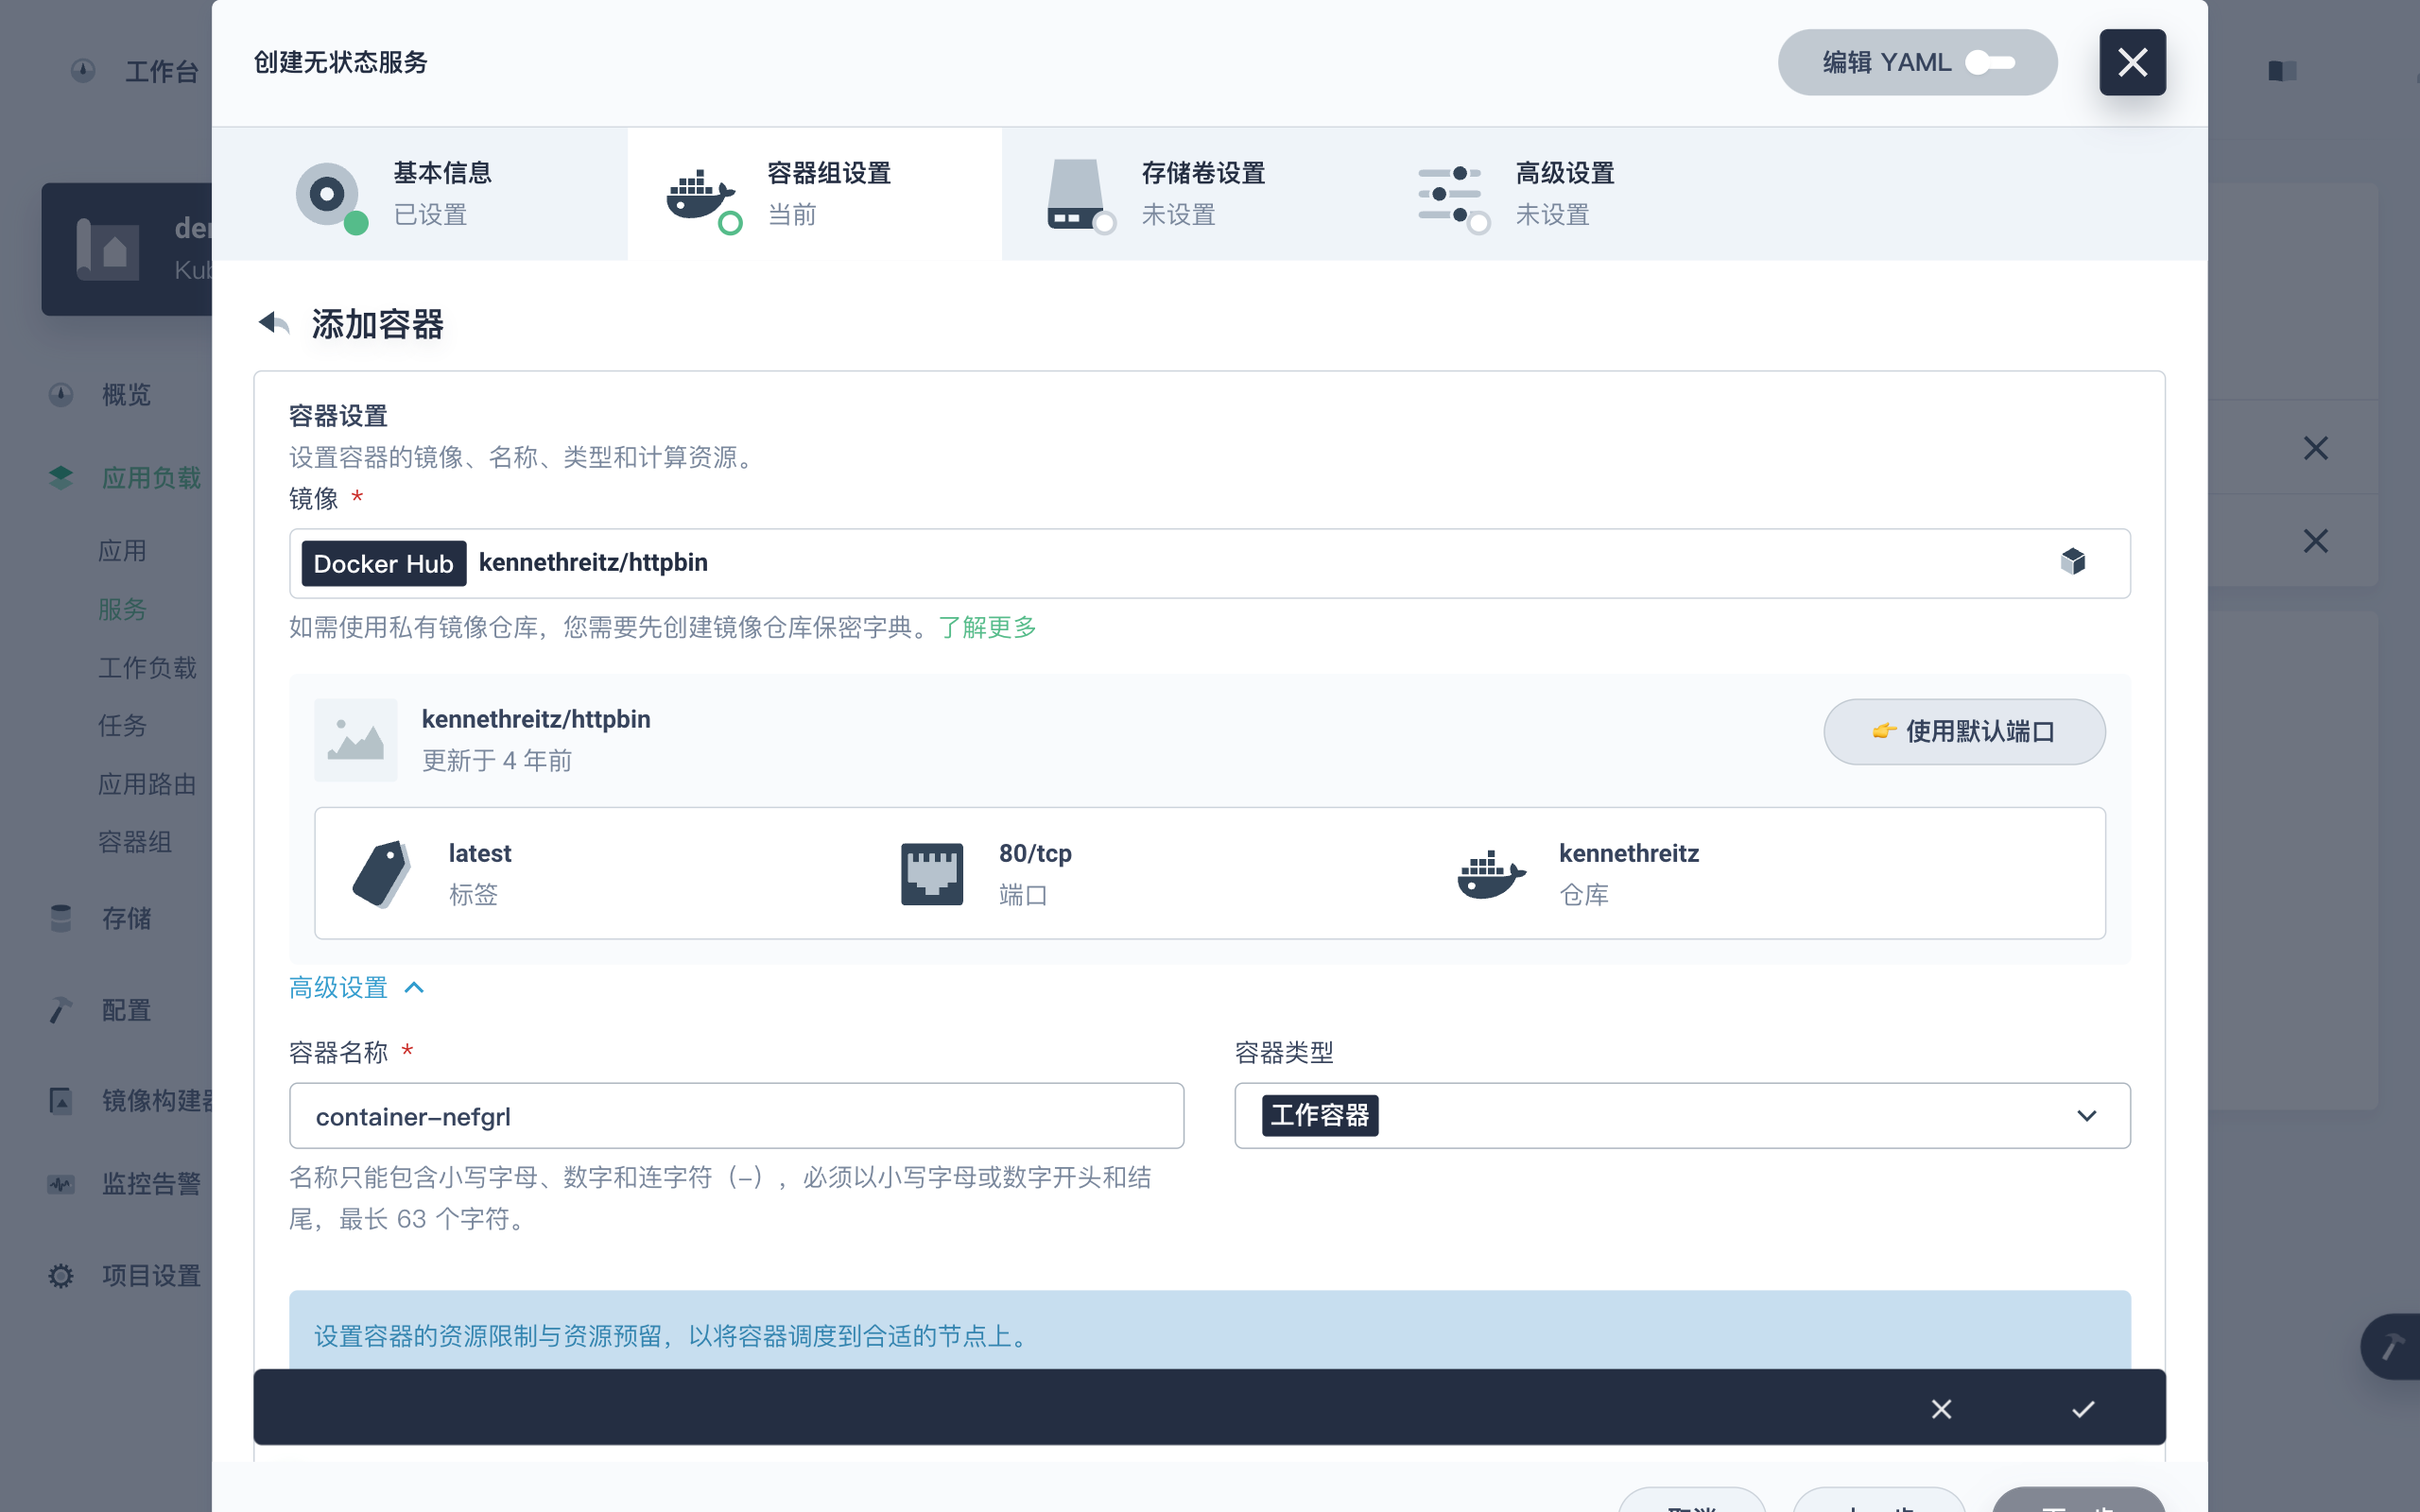 工作台
创建无状态服务
编辑 YAML
基本信息
已设置
容器组设置
当前
存储卷设置
未设置
高级设置
未设置
概览
应用负载
应用
服务
工作负载
任务
应用路由
容器组
存储
配置
镜像构建器
监控告警
项目设置
添加容器
容器设置
设置容器的镜像、名称、类型和计算资源。
镜像 *
Docker Hub kennethreitz/httpbin
如需使用私有镜像仓库，您需要先创建镜像仓库保密字典。了解更多
kennethreitz/httpbin
更新于 4 年前
👉 使用默认端口
latest
标签
80/tcp
端口
kennethreitz
仓库
高级设置
容器名称 *
container-nefgrl
名称只能包含小写字母、数字和连字符（-），必须以小写字母或数字开头和结
尾，最长 63 个字符。
容器类型
工作容器
设置容器的资源限制与资源预留，以将容器调度到合适的节点上。